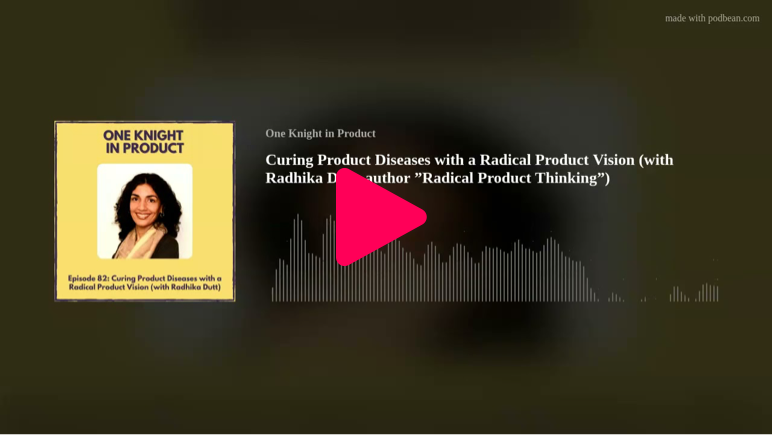 made with podbean.com
ONE KNIGHT
IN PRODUCT
Episode 82: Curing Product Diseases with a
Radical Product Vision (with Radhika Dutt)
One Knight in Product
Curing Product Diseases with a Radical Product Vision (with
Radhika author ”Radical Product Thinking”)